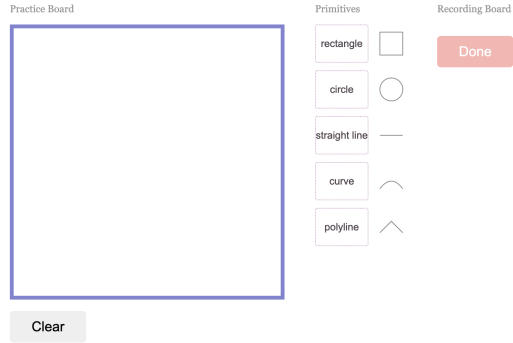 Practice Board
Primitives
Recording Board
rectangle
circle
straight line
curve
polyline
Done
Clear